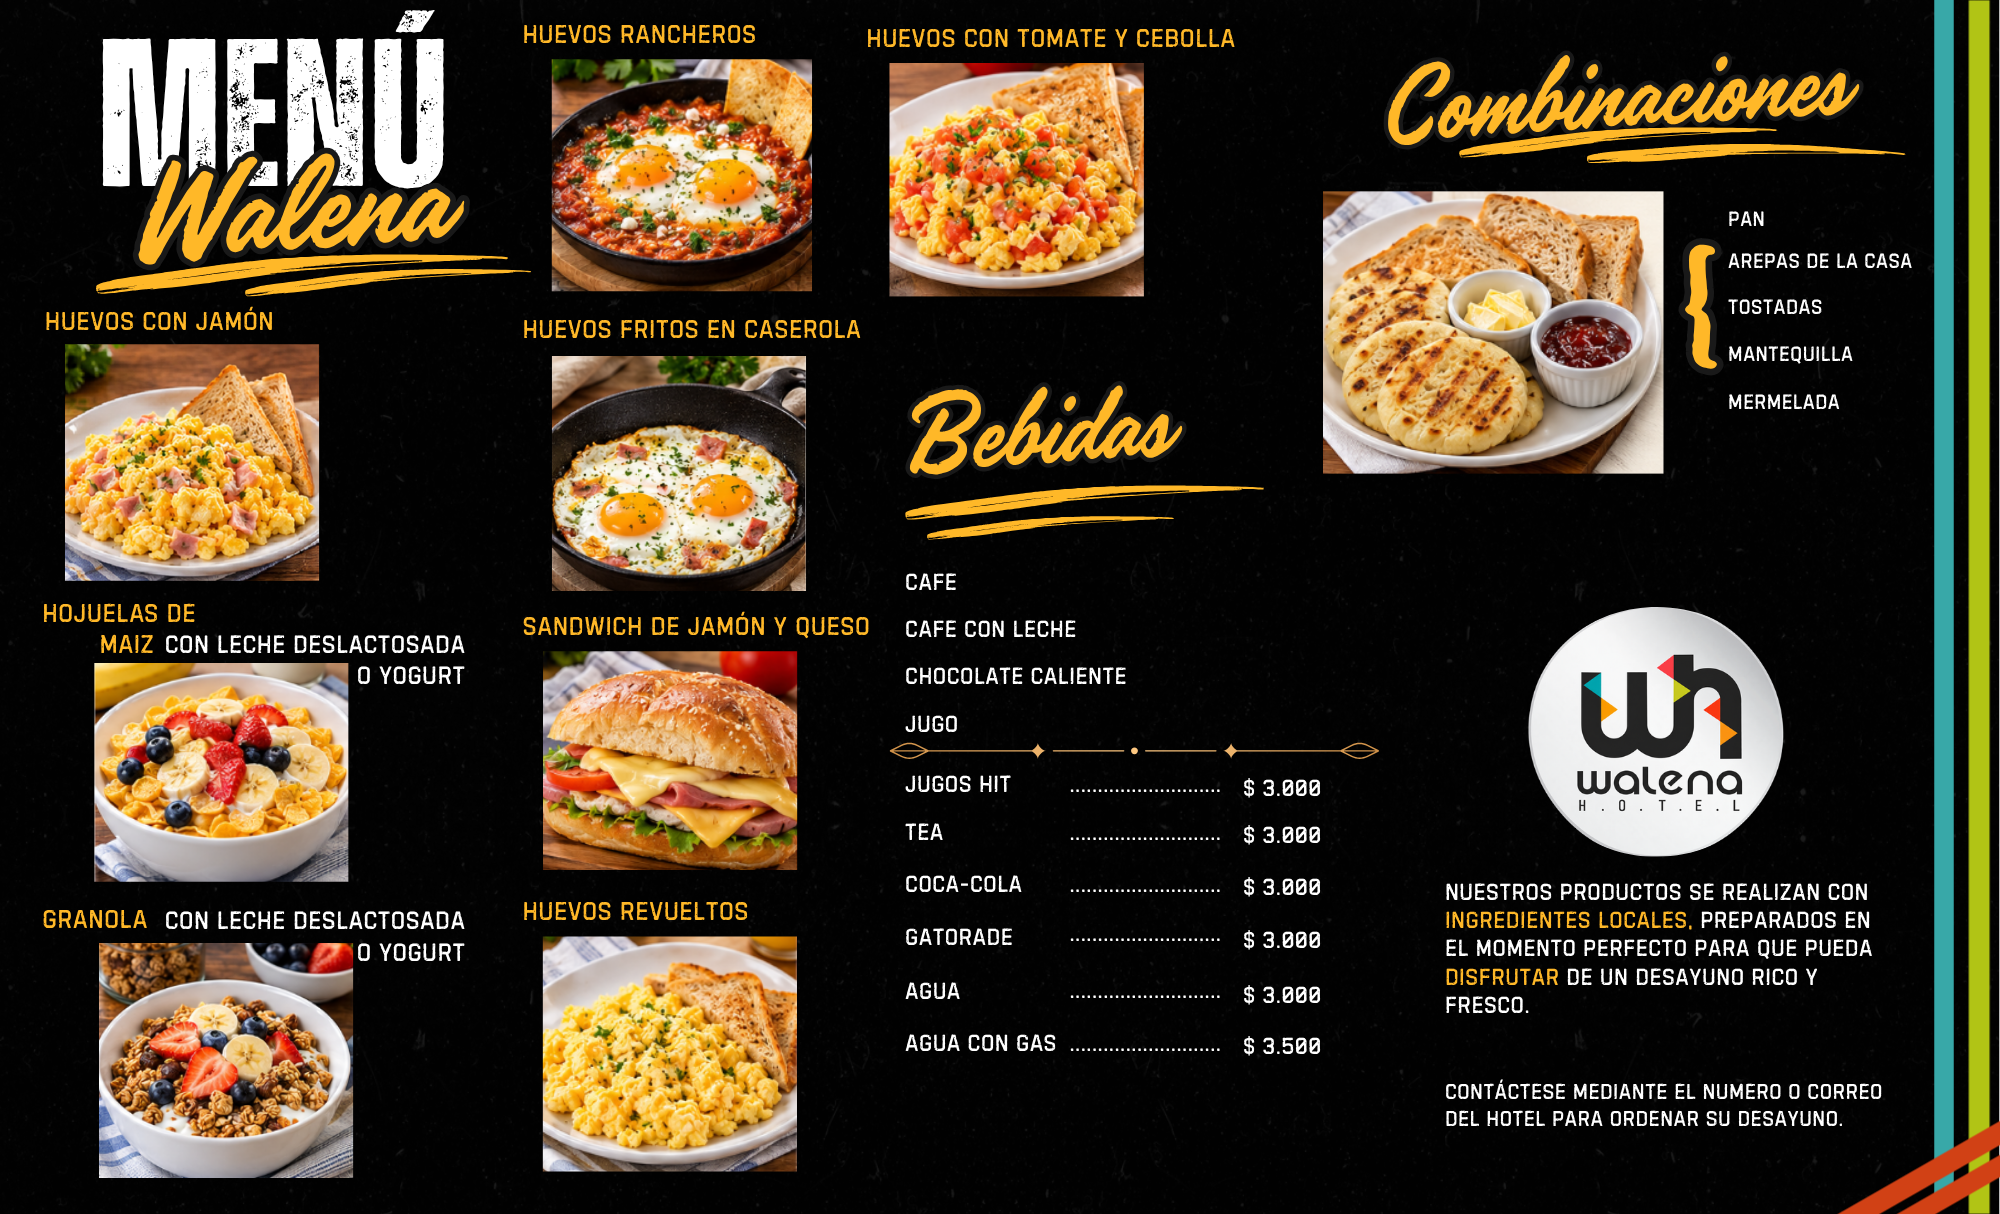 MENÚ
Walena
HUEVOS CON JAMÓN
HOJUELAS DE
MAIZ CON LECHE DESLACTOSADA
O YOGURT
GRANOLA CON LECHE DESLACTOSADA
O YOGURT
HUEVOS RANCHEROS
HUEVOS FRITOS EN CASEROLA
SANDWICH DE JAMÓN Y QUESO
HUEVOS REVUELTOS
HUEVOS CON TOMATE Y CEBOLLA
Bebidas
CAFE
CAFE CON LECHE
CHOCOLATE CALIENTE
JUGO
JUGOS HIT ........................... $ 3.000
TEA ........................... $ 3.000
COCA-COLA ........................... $ 3.000
GATORADE ........................... $ 3.000
AGUA ........................... $ 3.000
AGUA CON GAS ........................... $ 3.500
Combinaciones
PAN
AREPAS DE LA CASA
TOSTADAS
MANTEQUILLA
MERMELADA
wh
walena
H.O.T.E.L
NUESTROS PRODUCTOS SE REALIZAN CON
INGREDIENTES LOCALES, PREPARADOS EN
EL MOMENTO PERFECTO PARA QUE PUEDA
DISFRUTAR DE UN DESAYUNO RICO Y
FRESCO.
CONTÁCTESE MEDIANTE EL NUMERO O CORREO
DEL HOTEL PARA ORDENAR SU DESAYUNO.